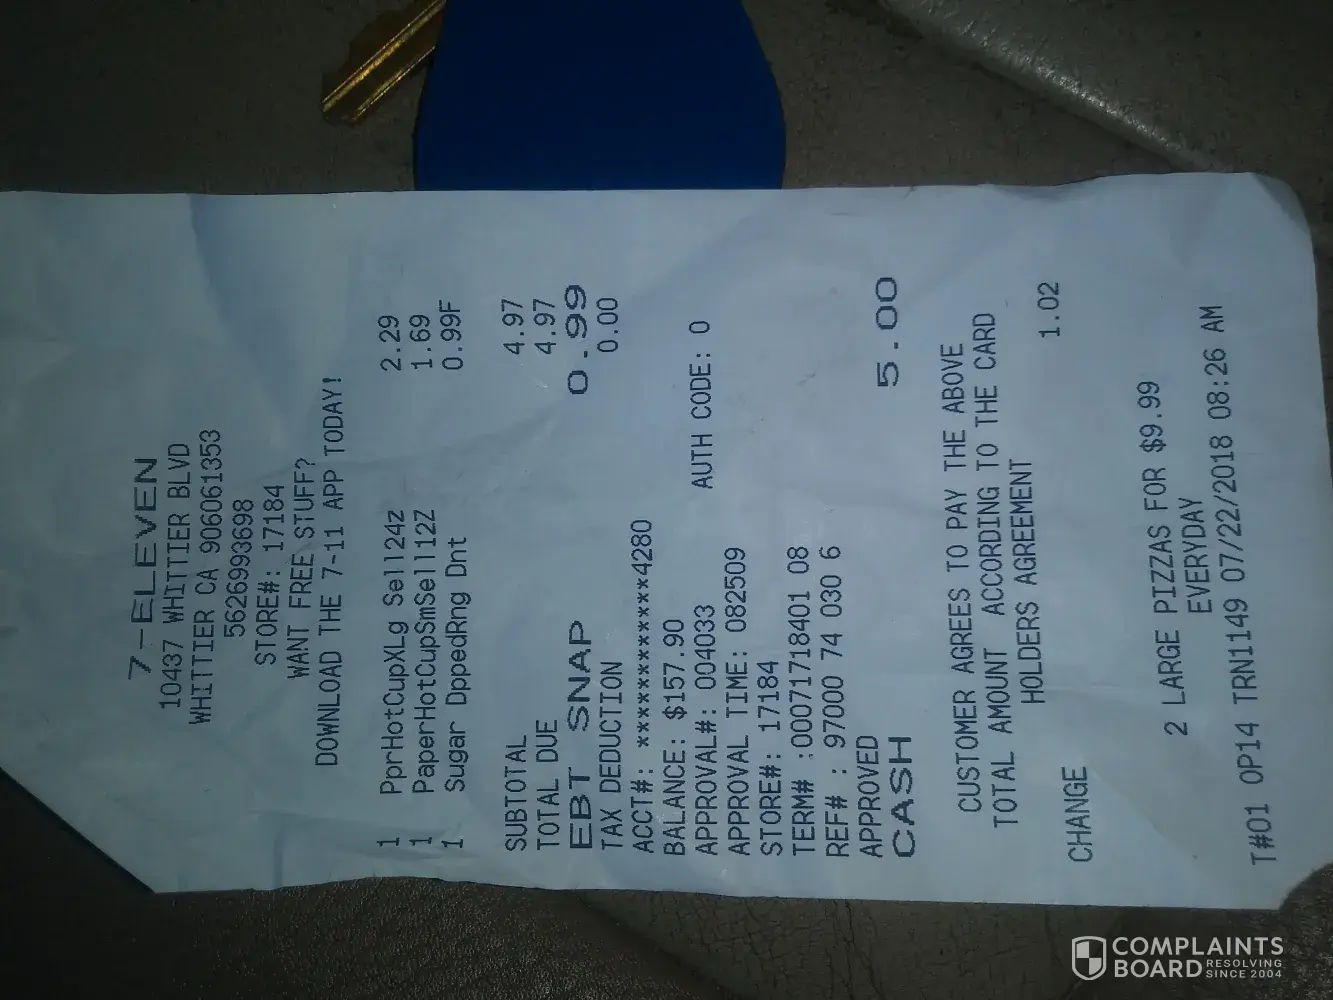 7-ELEVEN
10437 WHITTIER BLVD
WHITTIER CA 906061353
5626993698
STORE#: 17184
WANT FREE STUFF?
DOWNLOAD THE 7-11 APP TODAY!
1 PprHotCupXLg Sell24z 2.29
1 PaperHotCupSmSell12Z 1.69
1 Sugar DppedRng Dnt 0.99F
SUBTOTAL 4.97
TOTAL DUE 4.97
EBT SNAP 0.99
TAX DEDUCTION 0.00
ACCT#: ************4280
BALANCE: $157.90
APPROVAL#: 004033 AUTH CODE: 0
APPROVAL TIME: 082509
STORE#: 17184
TERM# :00071718401 08
REF# : 97000 74 030 6
APPROVED
CASH 5.00
CUSTOMER AGREES TO PAY THE ABOVE
TOTAL AMOUNT ACCORDING TO THE CARD
HOLDERS AGREEMENT
CHANGE 1.02
2 LARGE PIZZAS FOR $9.99
EVERYDAY
T#01 OP14 TRN1149 07/22/2018 08:26 AM
COMPLAINTS
BOARD RESOLVING
SINCE 2004